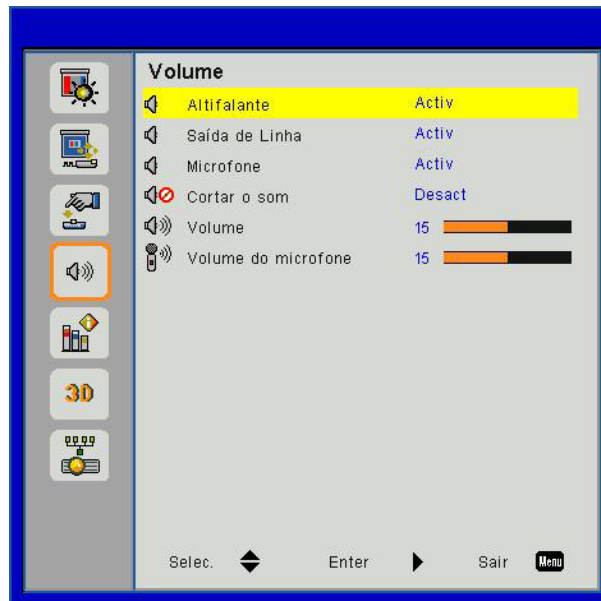 Volume
Altifalante Activ
Saída de Linha Activ
Microfone Activ
Cortar o som Desact
Volume 15
Volume do microfone 15
3D
Selec. Enter Sair Menu